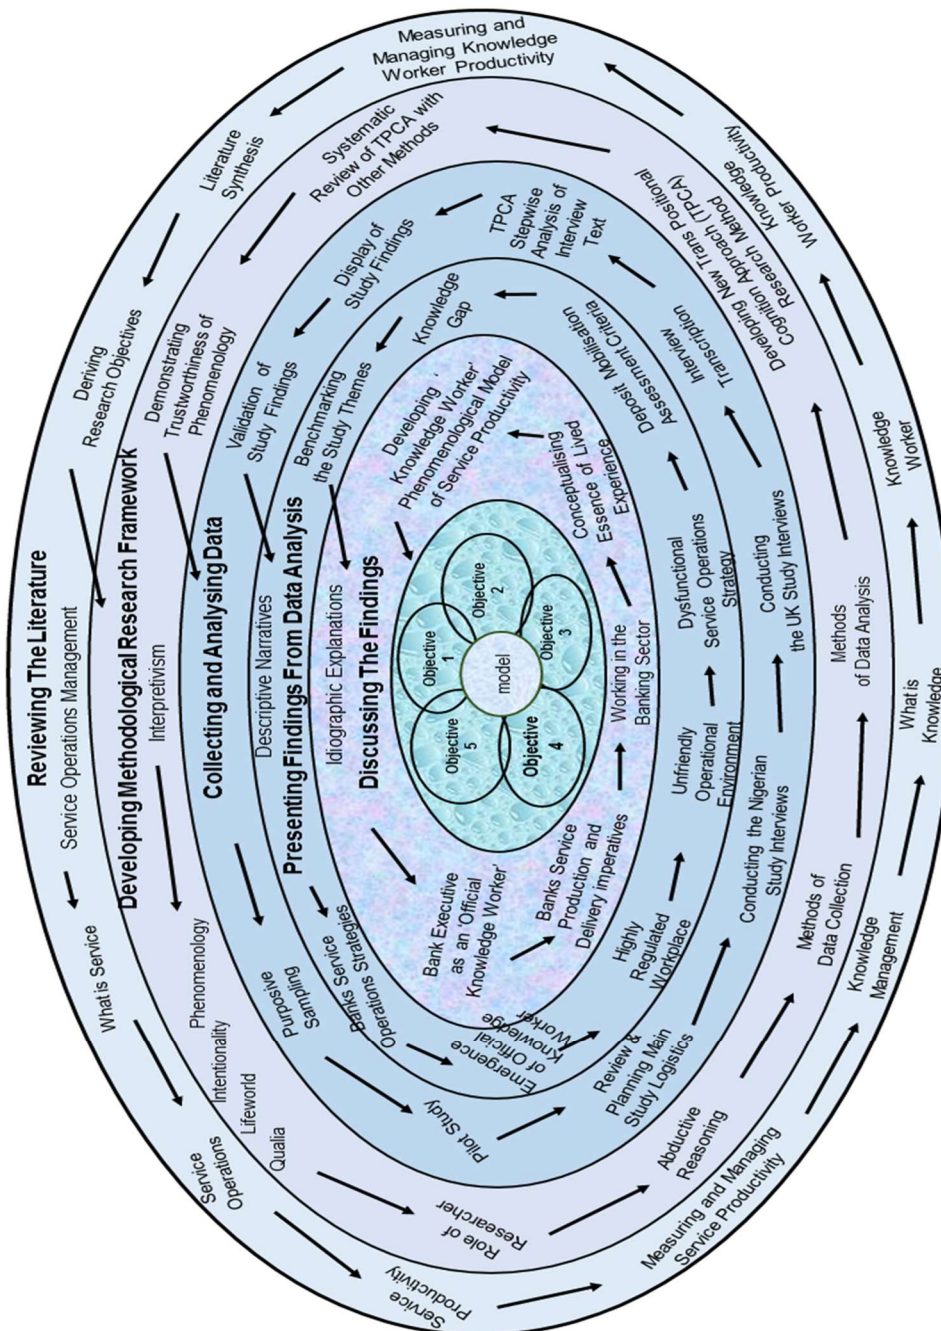 Reviewing The Literature
Service Operations Management
What is Service
Service
Operations
Service
Productivity
Measuring and Managing
Service Productivity
Knowledge
Management
What is
Knowledge
Knowledge
Worker
Knowledge
Worker Productivity
Measuring and
Managing Knowledge
Worker Productivity
Literature
Synthesis
Deriving
Research Objectives
Developing Methodological Research Framework
Interpretivism
Phenomenology
Intentionality
Lifeworld
Qualia
Role of
Researcher
Abductive
Reasoning
Methods of
Data Collection
Methods
of Data Analysis
Developing New Trans Positional
Cognition Approach (TPCA)
Research Method
Systematic
Review of TPCA with
Other Methods
Demonstrating
Trustworthiness of
Phenomenology
Collecting and Analysing Data
Purposive
Sampling
Pilot Study
Review &
Planning Main
Study Logistics
Conducting the Nigerian
Study Interviews
Conducting
the UK Study Interviews
Interview
Transcription
TPCA
Stepwise
Analysis of
Interview
Text
Display of
Study Findings
Validation of
Study Findings
Presenting Findings From Data Analysis
Descriptive Narratives
Banks Service
Operations Strategies
Emergence
of Official
Knowledge
Worker
Highly
Regulated
Workplace
Unfriendly
Operational
Environment
Dysfunctional
Service Operations
Strategy
Deposit Mobilisation
Assessment Criteria
Knowledge
Gap
Benchmarking
the Study Themes
Discussing The Findings
Idiographic Explanations
Bank Executive
as an Official
Knowledge Worker'
Banks Service
Production and
Delivery imperatives
Working in the
Banking Sector
Conceptualising
Essence of Lived
Experience
Developing
Knowledge Worker'
Phenomenological Model
of Service Productivity
Objective
1
Objective
2
Objective
3
Objective
4
Objective
5
model